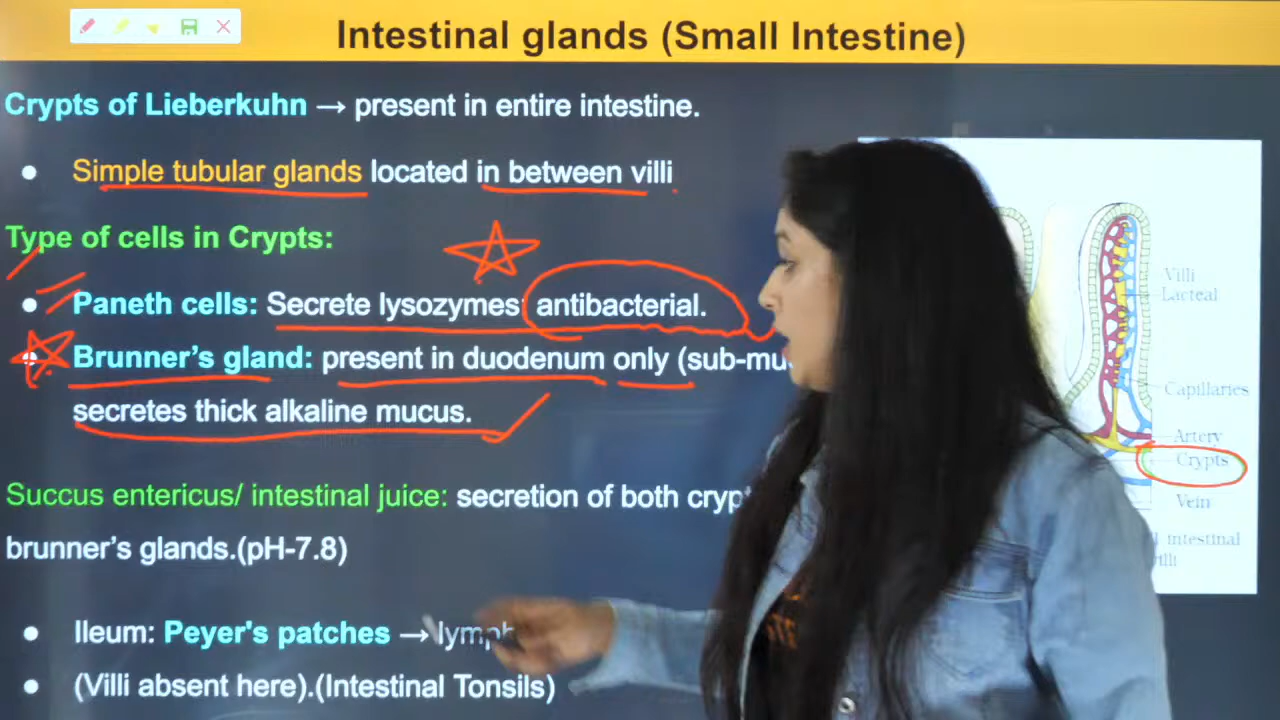 Intestinal glands (Small Intestine)
Crypts of Lieberkuhn → present in entire intestine.
● Simple tubular glands located in between villi
Type of cells in Crypts:
● Paneth cells: Secrete lysozymes antibacterial.
● Brunner's gland: present in duodenum only (sub-mu
secretes thick alkaline mucus.
Succus entericus/ intestinal juice: secretion of both crypt
brunner's glands.(pH-7.8)
● Ileum: Peyer's patches → lymph
● (Villi absent here).(Intestinal Tonsils)
Villi
Lacteal
Capillaries
Artery
Crypts
Vein
intestinal
villi